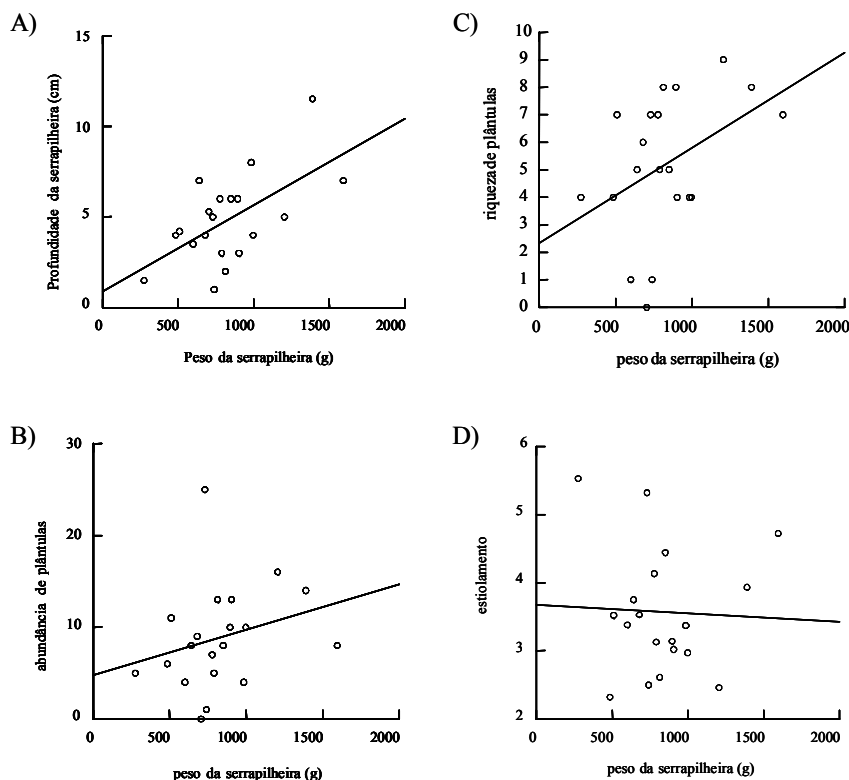 A)
15
10
5
0
Profundidade da serrapilheira (cm)
0 500 1000 1500 2000
Peso da serrapilheira (g)
B)
30
20
10
0
abundância de plântulas
0 500 1000 1500 2000
peso da serrapilheira (g)
C)
10
9
8
7
6
5
4
3
2
1
0
riqueza de plântulas
0 500 1000 1500 2000
peso da serrapilheira (g)
D)
6
5
4
3
2
estiolamento
0 500 1000 1500 2000
peso da serrapilheira (g)